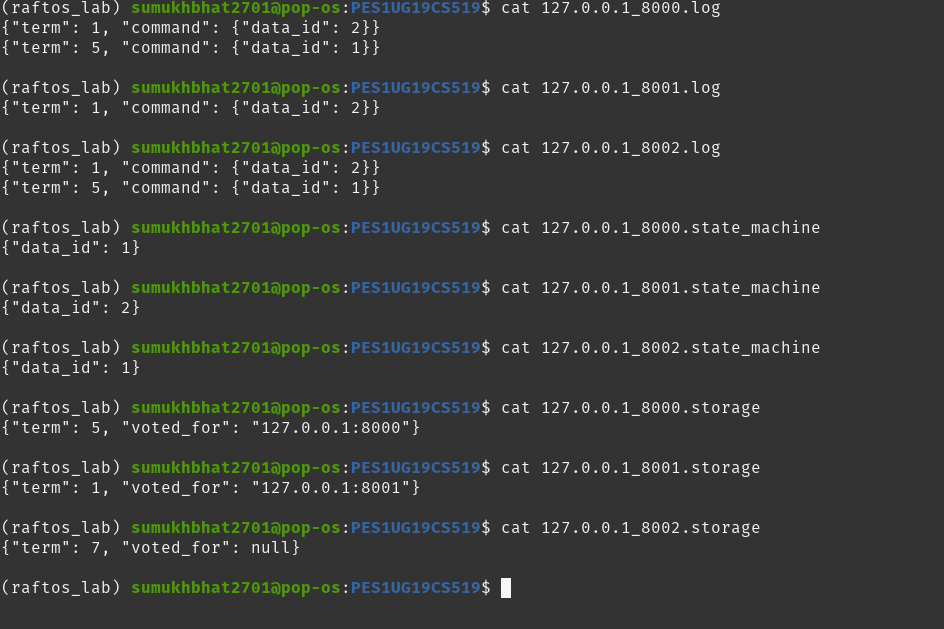 (raftos_lab) sumukhbhat2701@pop-os:PES1UG19CS519$ cat 127.0.0.1_8000.log
{"term": 1, "command": {"data_id": 2}}
{"term": 5, "command": {"data_id": 1}}
(raftos_lab) sumukhbhat2701@pop-os:PES1UG19CS519$ cat 127.0.0.1_8001.log
{"term": 1, "command": {"data_id": 2}}
(raftos_lab) sumukhbhat2701@pop-os:PES1UG19CS519$ cat 127.0.0.1_8002.log
{"term": 1, "command": {"data_id": 2}}
{"term": 5, "command": {"data_id": 1}}
(raftos_lab) sumukhbhat2701@pop-os:PES1UG19CS519$ cat 127.0.0.1_8000.state_machine
{"data_id": 1}
(raftos_lab) sumukhbhat2701@pop-os:PES1UG19CS519$ cat 127.0.0.1_8001.state_machine
{"data_id": 2}
(raftos_lab) sumukhbhat2701@pop-os:PES1UG19CS519$ cat 127.0.0.1_8002.state_machine
{"data_id": 1}
(raftos_lab) sumukhbhat2701@pop-os:PES1UG19CS519$ cat 127.0.0.1_8000.storage
{"term": 5, "voted_for": "127.0.0.1:8000"}
(raftos_lab) sumukhbhat2701@pop-os:PES1UG19CS519$ cat 127.0.0.1_8001.storage
{"term": 1, "voted_for": "127.0.0.1:8001"}
(raftos_lab) sumukhbhat2701@pop-os:PES1UG19CS519$ cat 127.0.0.1_8002.storage
{"term": 7, "voted_for": null}
(raftos_lab) sumukhbhat2701@pop-os:PES1UG19CS519$